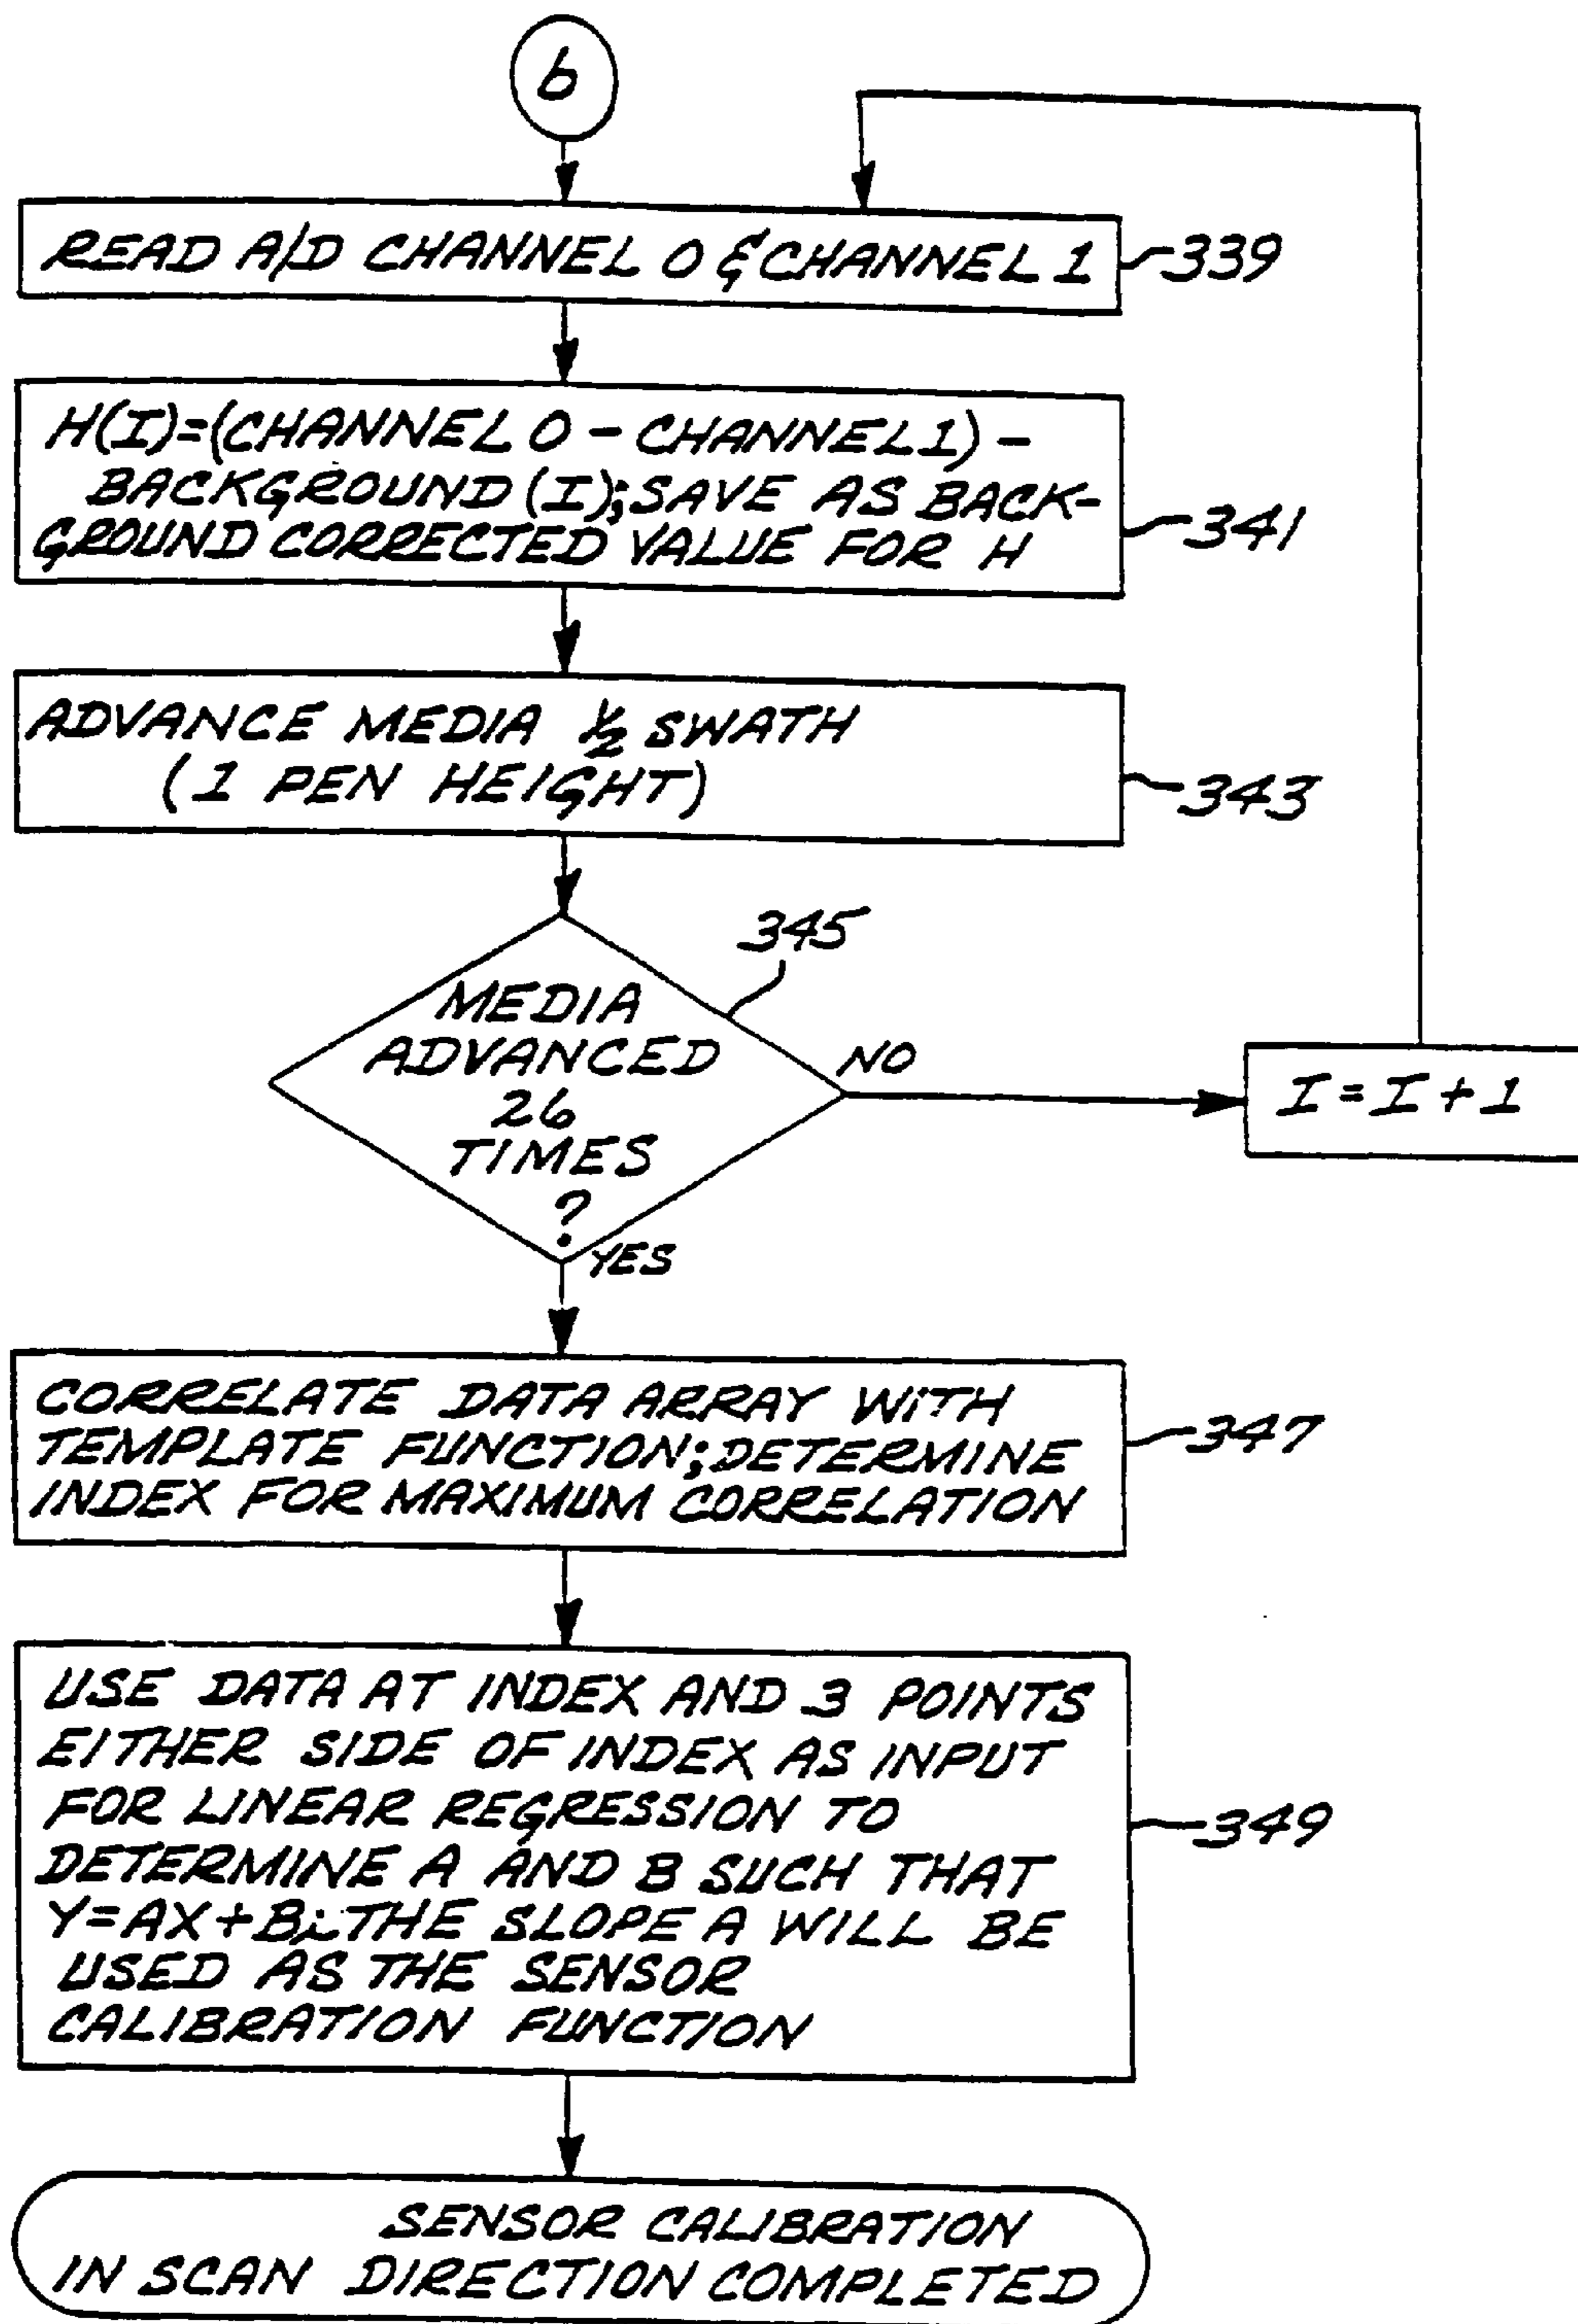 b
READ A/D CHANNEL 0 & CHANNEL 1
339
H(I)=(CHANNEL 0 - CHANNEL 1) -
BACKGROUND (I); SAVE AS BACK-
GROUND CORRECTED VALUE FOR H
341
ADVANCE MEDIA ½ SWATH
(1 PEN HEIGHT)
343
345
MEDIA
ADVANCED
26
TIMES
?
NO
I = I + 1
YES
CORRELATE DATA ARRAY WITH
TEMPLATE FUNCTION; DETERMINE
INDEX FOR MAXIMUM CORRELATION
347
USE DATA AT INDEX AND 3 POINTS
EITHER SIDE OF INDEX AS INPUT
FOR LINEAR REGRESSION TO
DETERMINE A AND B SUCH THAT
Y=AX+B; THE SLOPE A WILL BE
USED AS THE SENSOR
CALIBRATION FUNCTION
349
SENSOR CALIBRATION
IN SCAN DIRECTION COMPLETED